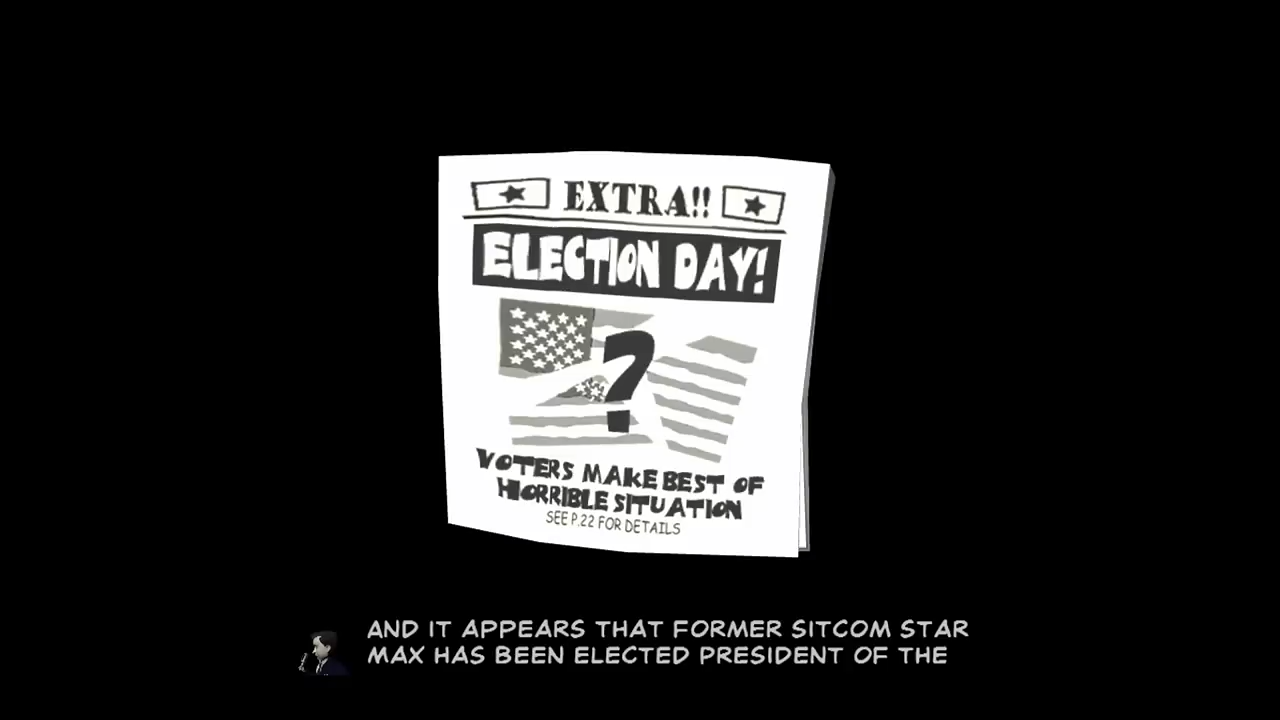 EXTRA!!
ELECTION DAY!
?
VOTERS MAKE BEST OF
HORRIBLE SITUATION
SEE P.22 FOR DETAILS
AND IT APPEARS THAT FORMER SITCOM STAR
MAX HAS BEEN ELECTED PRESIDENT OF THE